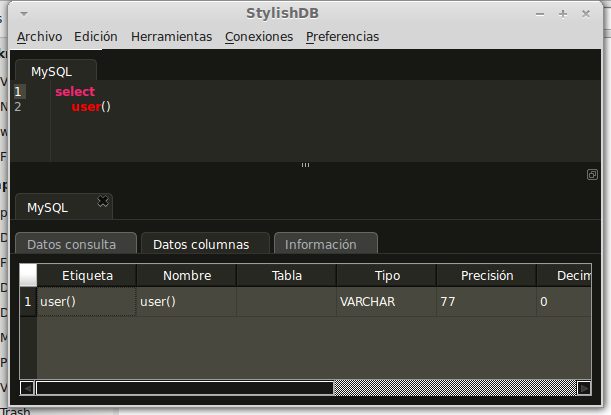 StylishDB
Archivo Edición Herramientas Conexiones Preferencias
MySQL
1 select
2 user()
MySQL
Datos consulta Datos columnas Información
Etiqueta Nombre Tabla Tipo Precisión Decim
1 user() user() VARCHAR 77 0
Trash